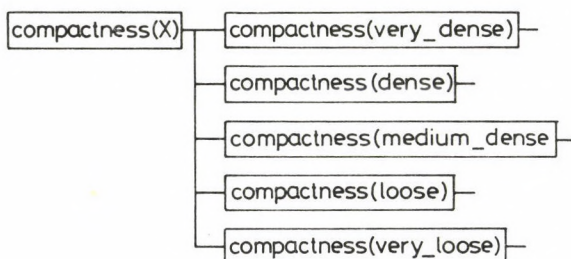 compactness(X)
compactness(very_dense)
compactness(dense)
compactness(medium_dense
compactness(loose)
compactness(very_loose)